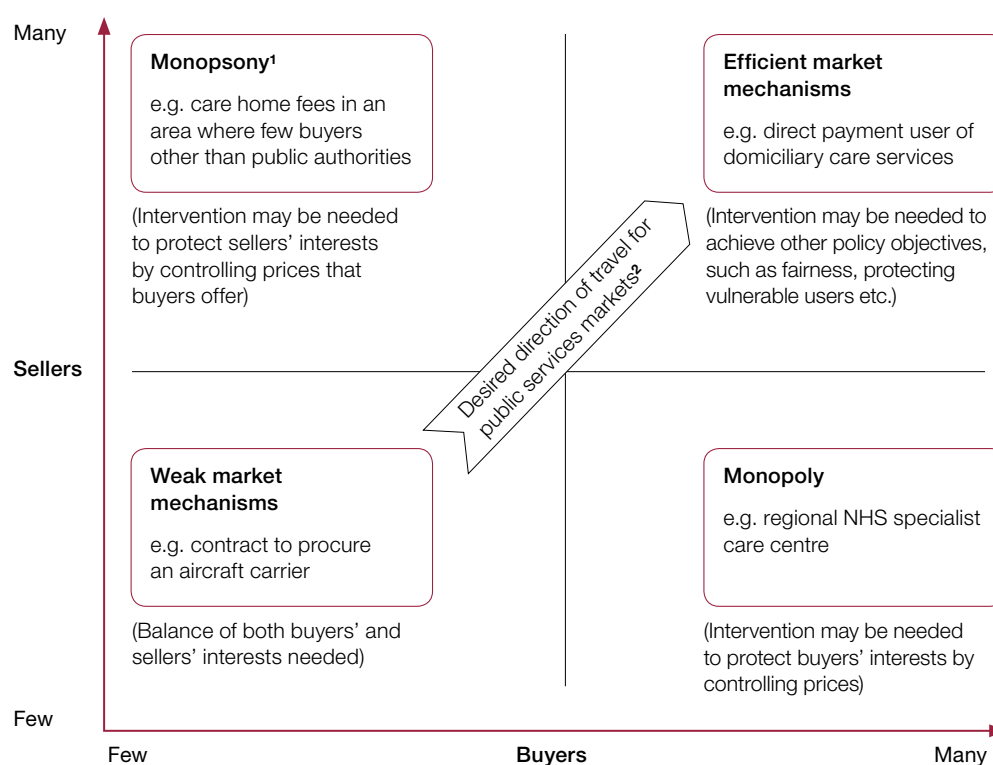 Many
Monopsony¹
e.g. care home fees in an
area where few buyers
other than public authorities
(Intervention may be needed
to protect sellers’ interests
by controlling prices that
buyers offer)
Efficient market
mechanisms
e.g. direct payment user of
domiciliary care services
(Intervention may be needed to
achieve other policy objectives,
such as fairness, protecting
vulnerable users etc.)
Desired direction of travel for
public services markets²
Sellers
Weak market
mechanisms
e.g. contract to procure
an aircraft carrier
(Balance of both buyers’ and
sellers’ interests needed)
Monopoly
e.g. regional NHS specialist
care centre
(Intervention may be needed
to protect buyers’ interests by
controlling prices)
Few
Few
Buyers
Many